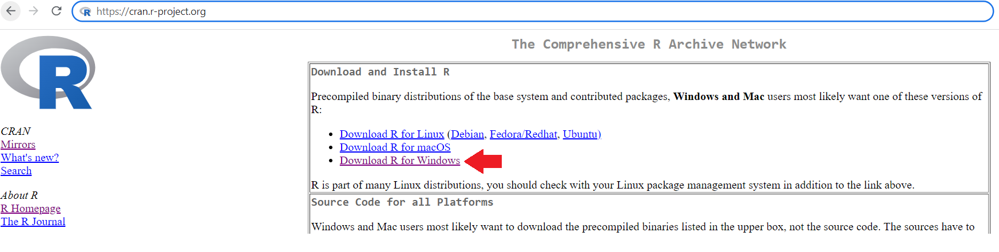 https://cran.r-project.org
R
The Comprehensive R Archive Network
CRAN
Mirrors
What's new?
Search
About R
R Homepage
The R Journal
Download and Install R
Precompiled binary distributions of the base system and contributed packages, Windows and Mac users most likely want one of these versions of
R:
• Download R for Linux (Debian, Fedora/Redhat, Ubuntu)
• Download R for macOS
• Download R for Windows
R is part of many Linux distributions, you should check with your Linux package management system in addition to the link above.
Source Code for all Platforms
Windows and Mac users most likely want to download the precompiled binaries listed in the upper box, not the source code. The sources have to